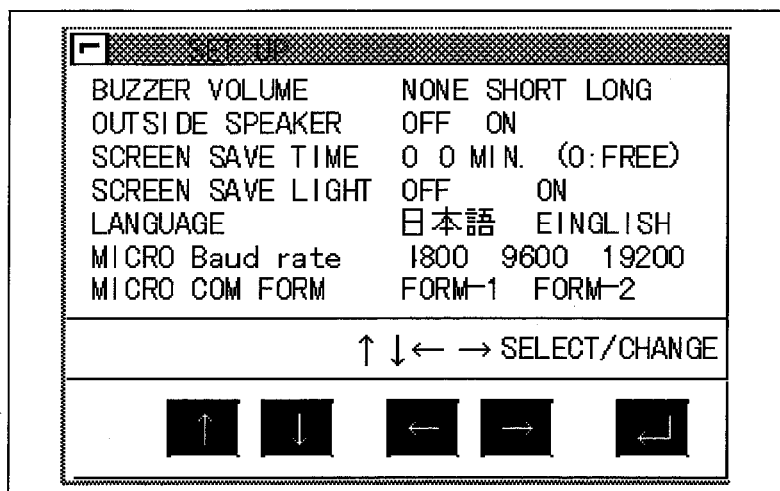 SET UP
BUZZER VOLUME NONE SHORT LONG
OUTSIDE SPEAKER OFF ON
SCREEN SAVE TIME 0 0 MIN. (0:FREE)
SCREEN SAVE LIGHT OFF ON
LANGUAGE 日本語 EINGLISH
MICRO Baud rate 4800 9600 19200
MICRO COM FORM FORM-1 FORM-2
↑ ↓ ← → SELECT/CHANGE
↑ ↓ ← → ↵